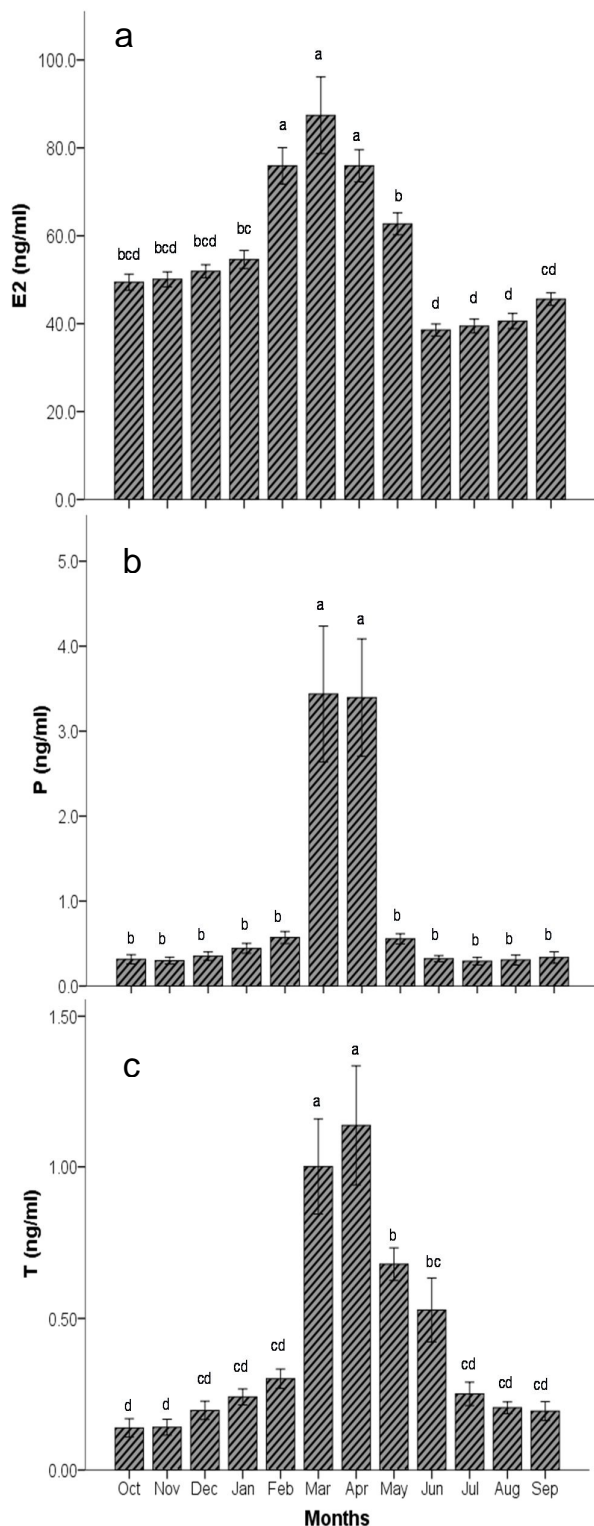 a
E2 (ng/ml)
100.0
80.0
60.0
40.0
20.0
0.0
bcd bcd bcd bc a a a b d d d cd
b
P (ng/ml)
5.0
4.0
3.0
2.0
1.0
0.0
b b b b b a a b b b b b
c
T (ng/ml)
1.50
1.00
0.50
0.00
d d cd cd cd a a b bc cd cd cd
Oct Nov Dec Jan Feb Mar Apr May Jun Jul Aug Sep
Months